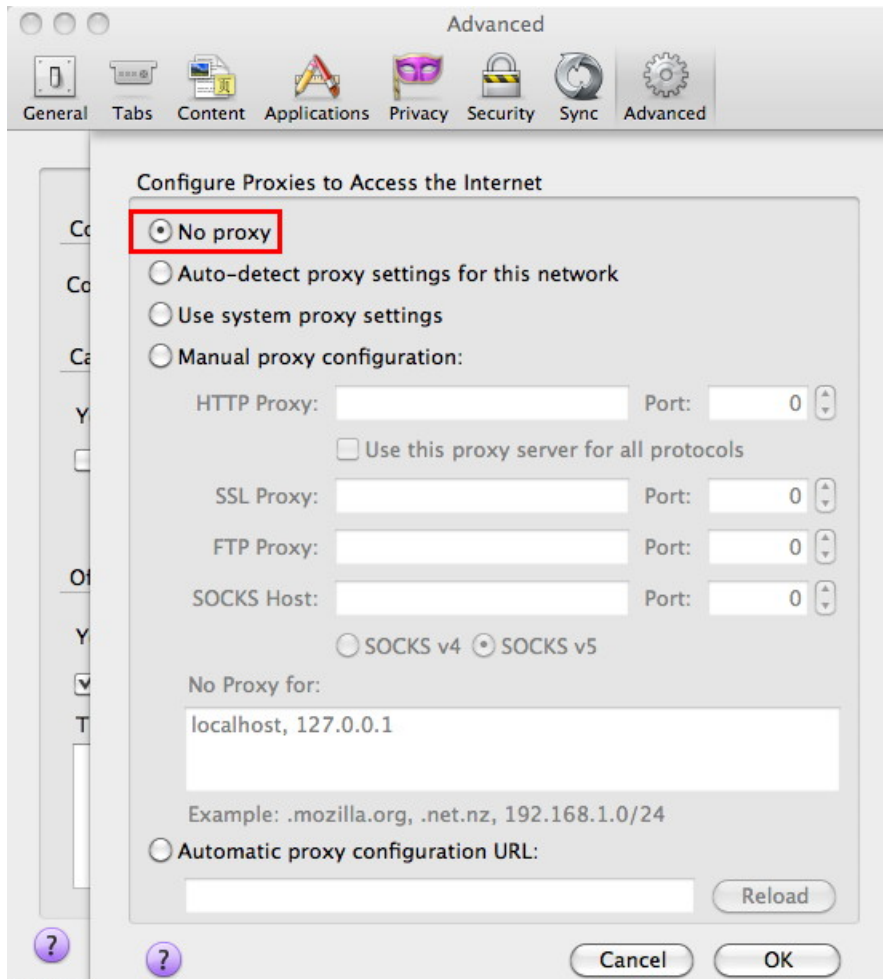 Advanced
General Tabs Content Applications Privacy Security Sync Advanced
Configure Proxies to Access the Internet
Co
No proxy
Auto-detect proxy settings for this network
Co
Use system proxy settings
Ca
Manual proxy configuration:
HTTP Proxy: Port: 0
Y
Use this proxy server for all protocols
SSL Proxy: Port: 0
FTP Proxy: Port: 0
Of
SOCKS Host: Port: 0
Y
SOCKS v4 SOCKS v5
No Proxy for:
T
localhost, 127.0.0.1
Example: .mozilla.org, .net.nz, 192.168.1.0/24
Automatic proxy configuration URL:
Reload
? ? Cancel OK